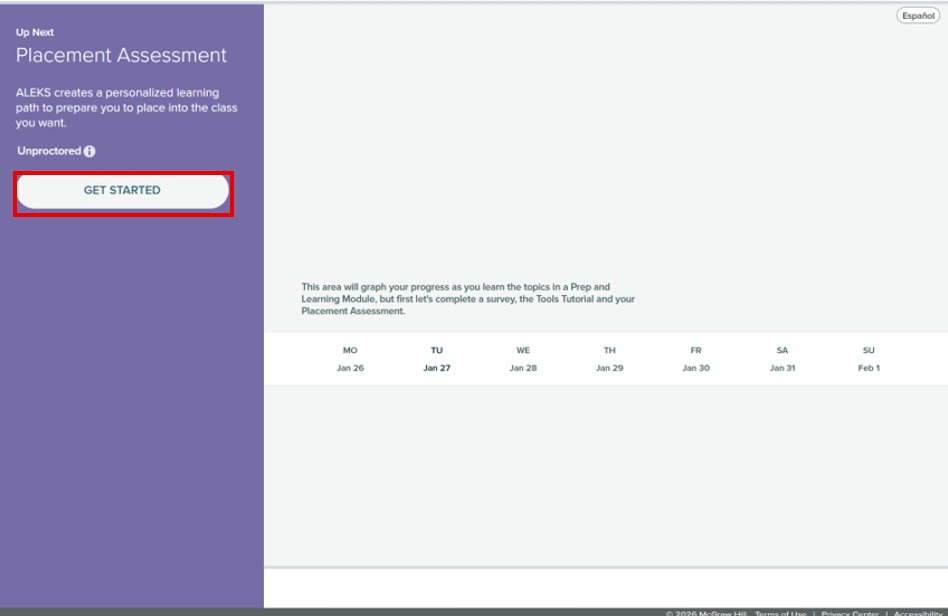 Español
Up Next
Placement Assessment
ALEKS creates a personalized learning
path to prepare you to place into the class
you want.
Unproctored
GET STARTED
This area will graph your progress as you learn the topics in a Prep and
Learning Module, but first let's complete a survey, the Tools Tutorial and your
Placement Assessment.
MO TU WE TH FR SA SU
Jan 26 Jan 27 Jan 28 Jan 29 Jan 30 Jan 31 Feb 1
© 2026 McGraw Hill Terms of Use | Privacy Center | Accessibility